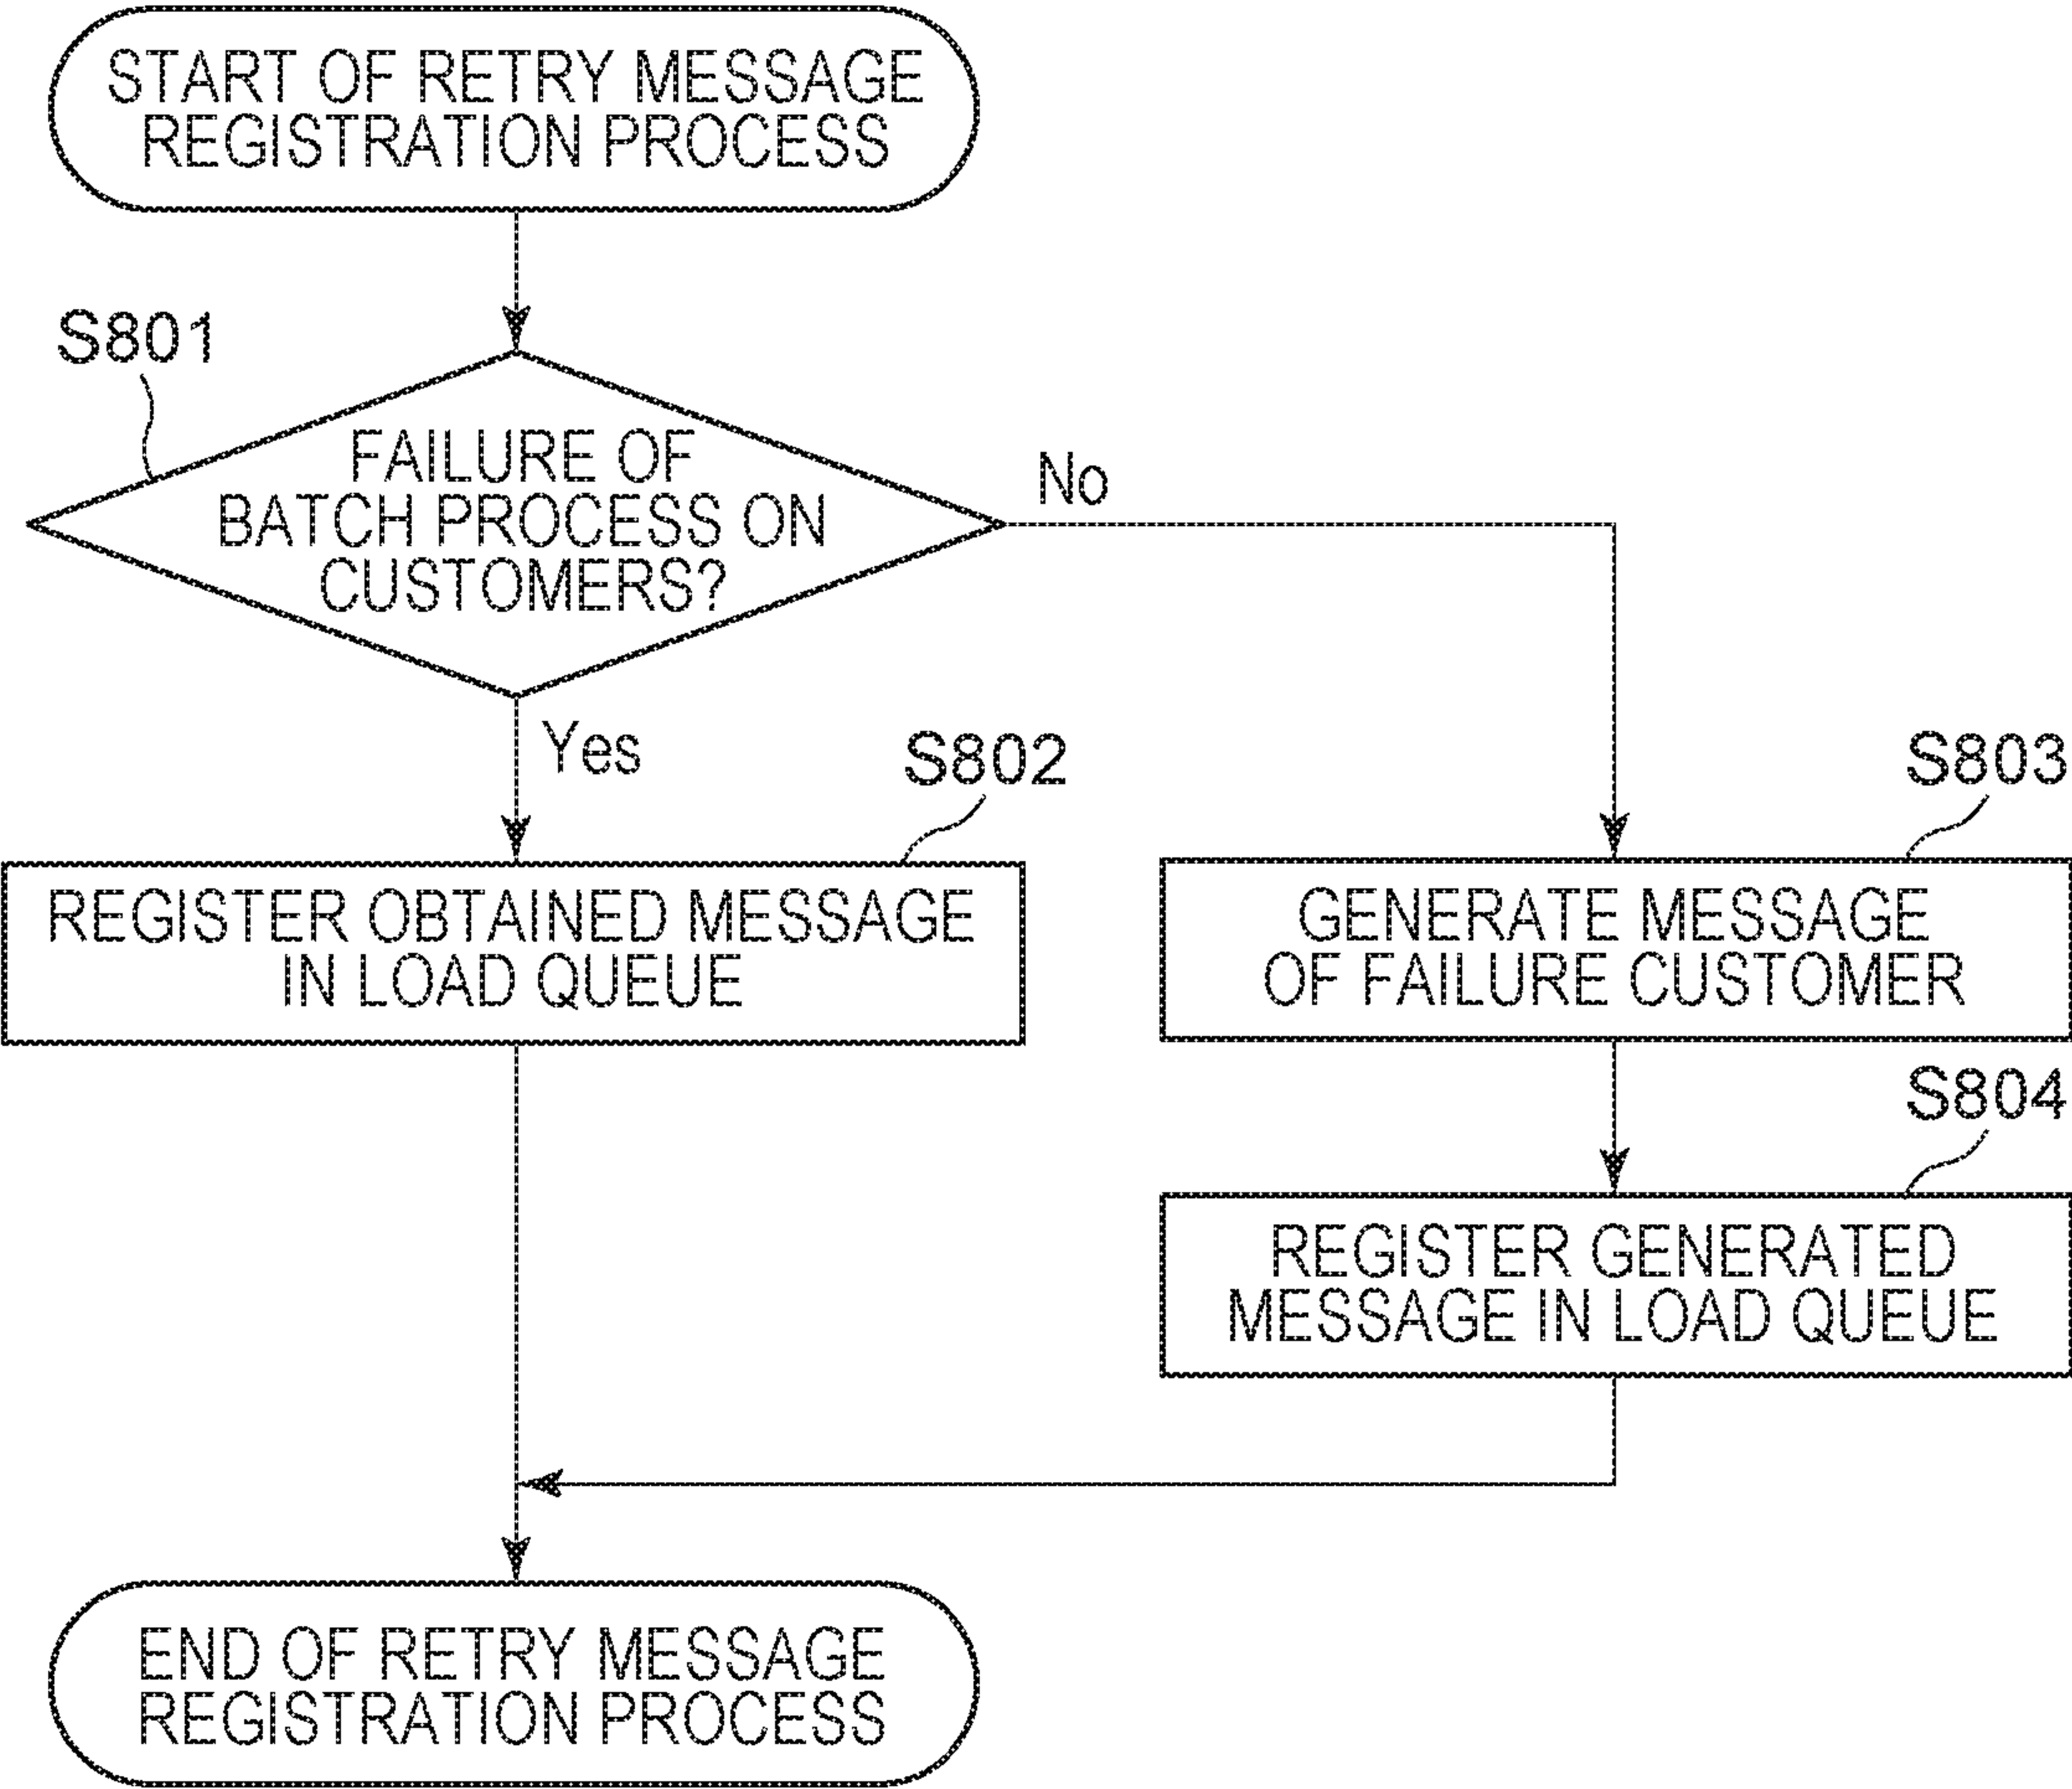 START OF RETRY MESSAGE
REGISTRATION PROCESS
S801
FAILURE OF
BATCH PROCESS ON
CUSTOMERS?
No
Yes
S802
REGISTER OBTAINED MESSAGE
IN LOAD QUEUE
S803
GENERATE MESSAGE
OF FAILURE CUSTOMER
S804
REGISTER GENERATED
MESSAGE IN LOAD QUEUE
END OF RETRY MESSAGE
REGISTRATION PROCESS